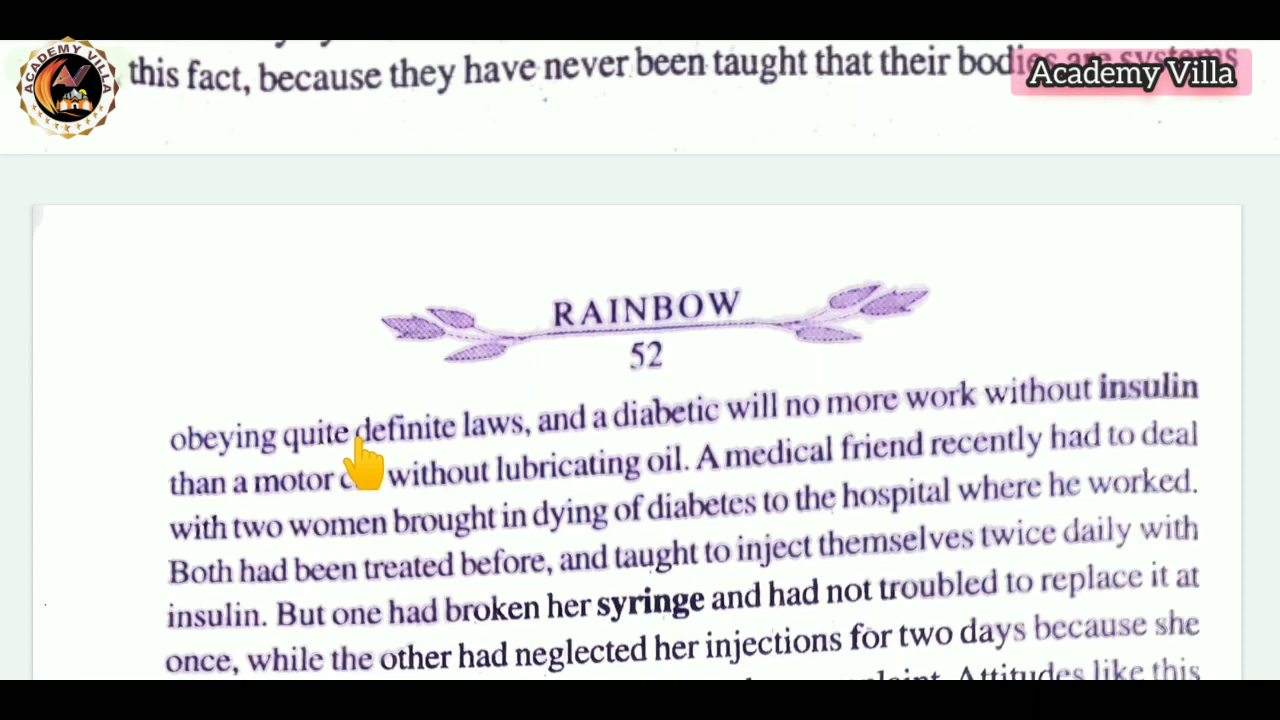 ACADEMY VILLA
AV
this fact, because they have never been taught that their bodies are systems
Academy Villa
RAINBOW
52
obeying quite definite laws, and a diabetic will no more work without insulin
than a motor without lubricating oil. A medical friend recently had to deal
with two women brought in dying of diabetes to the hospital where he worked.
Both had been treated before, and taught to inject themselves twice daily with
insulin. But one had broken her syringe and had not troubled to replace it at
once, while the other had neglected her injections for two days because she
Attitudes like this